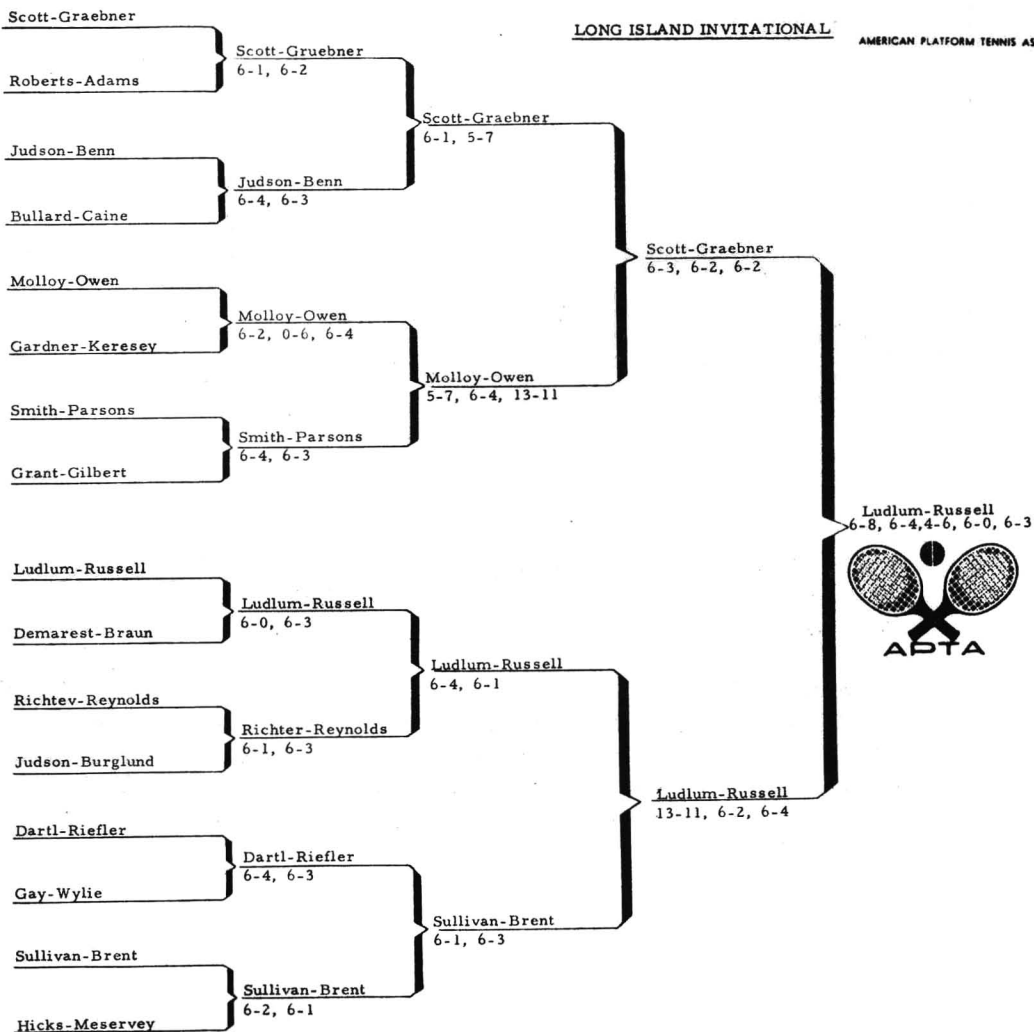 LONG ISLAND INVITATIONAL
AMERICAN PLATFORM TENNIS AS
Scott-Graebner
Roberts-Adams
Judson-Benn
Bullard-Caine
Molloy-Owen
Gardner-Keresey
Smith-Parsons
Grant-Gilbert
Ludlum-Russell
Demarest-Braun
Richtev-Reynolds
Judson-Burglund
Dartl-Riefler
Gay-Wylie
Sullivan-Brent
Hicks-Meservey
Scott-Gruebner
6-1, 6-2
Judson-Benn
6-4, 6-3
Molloy-Owen
6-2, 0-6, 6-4
Smith-Parsons
6-4, 6-3
Ludlum-Russell
6-0, 6-3
Richter-Reynolds
6-1, 6-3
Dartl-Riefler
6-4, 6-3
Sullivan-Brent
6-2, 6-1
Scott-Graebner
6-1, 5-7
Molloy-Owen
5-7, 6-4, 13-11
Ludlum-Russell
6-4, 6-1
Sullivan-Brent
6-1, 6-3
Scott-Graebner
6-3, 6-2, 6-2
Ludlum-Russell
13-11, 6-2, 6-4
Ludlum-Russell
6-8, 6-4,4-6, 6-0, 6-3
APTA